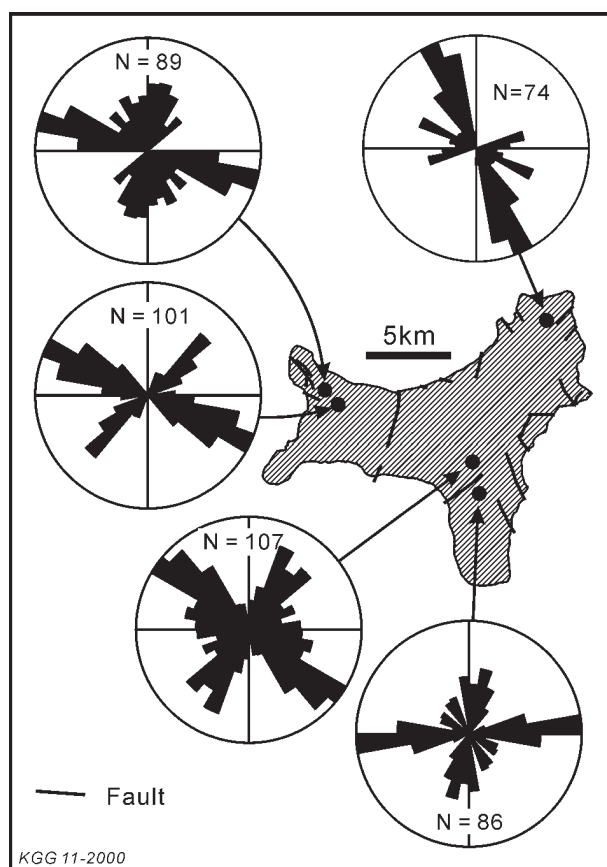 N = 89
N=74
N = 101
5km
N = 107
N = 86
Fault
KGG 11-2000